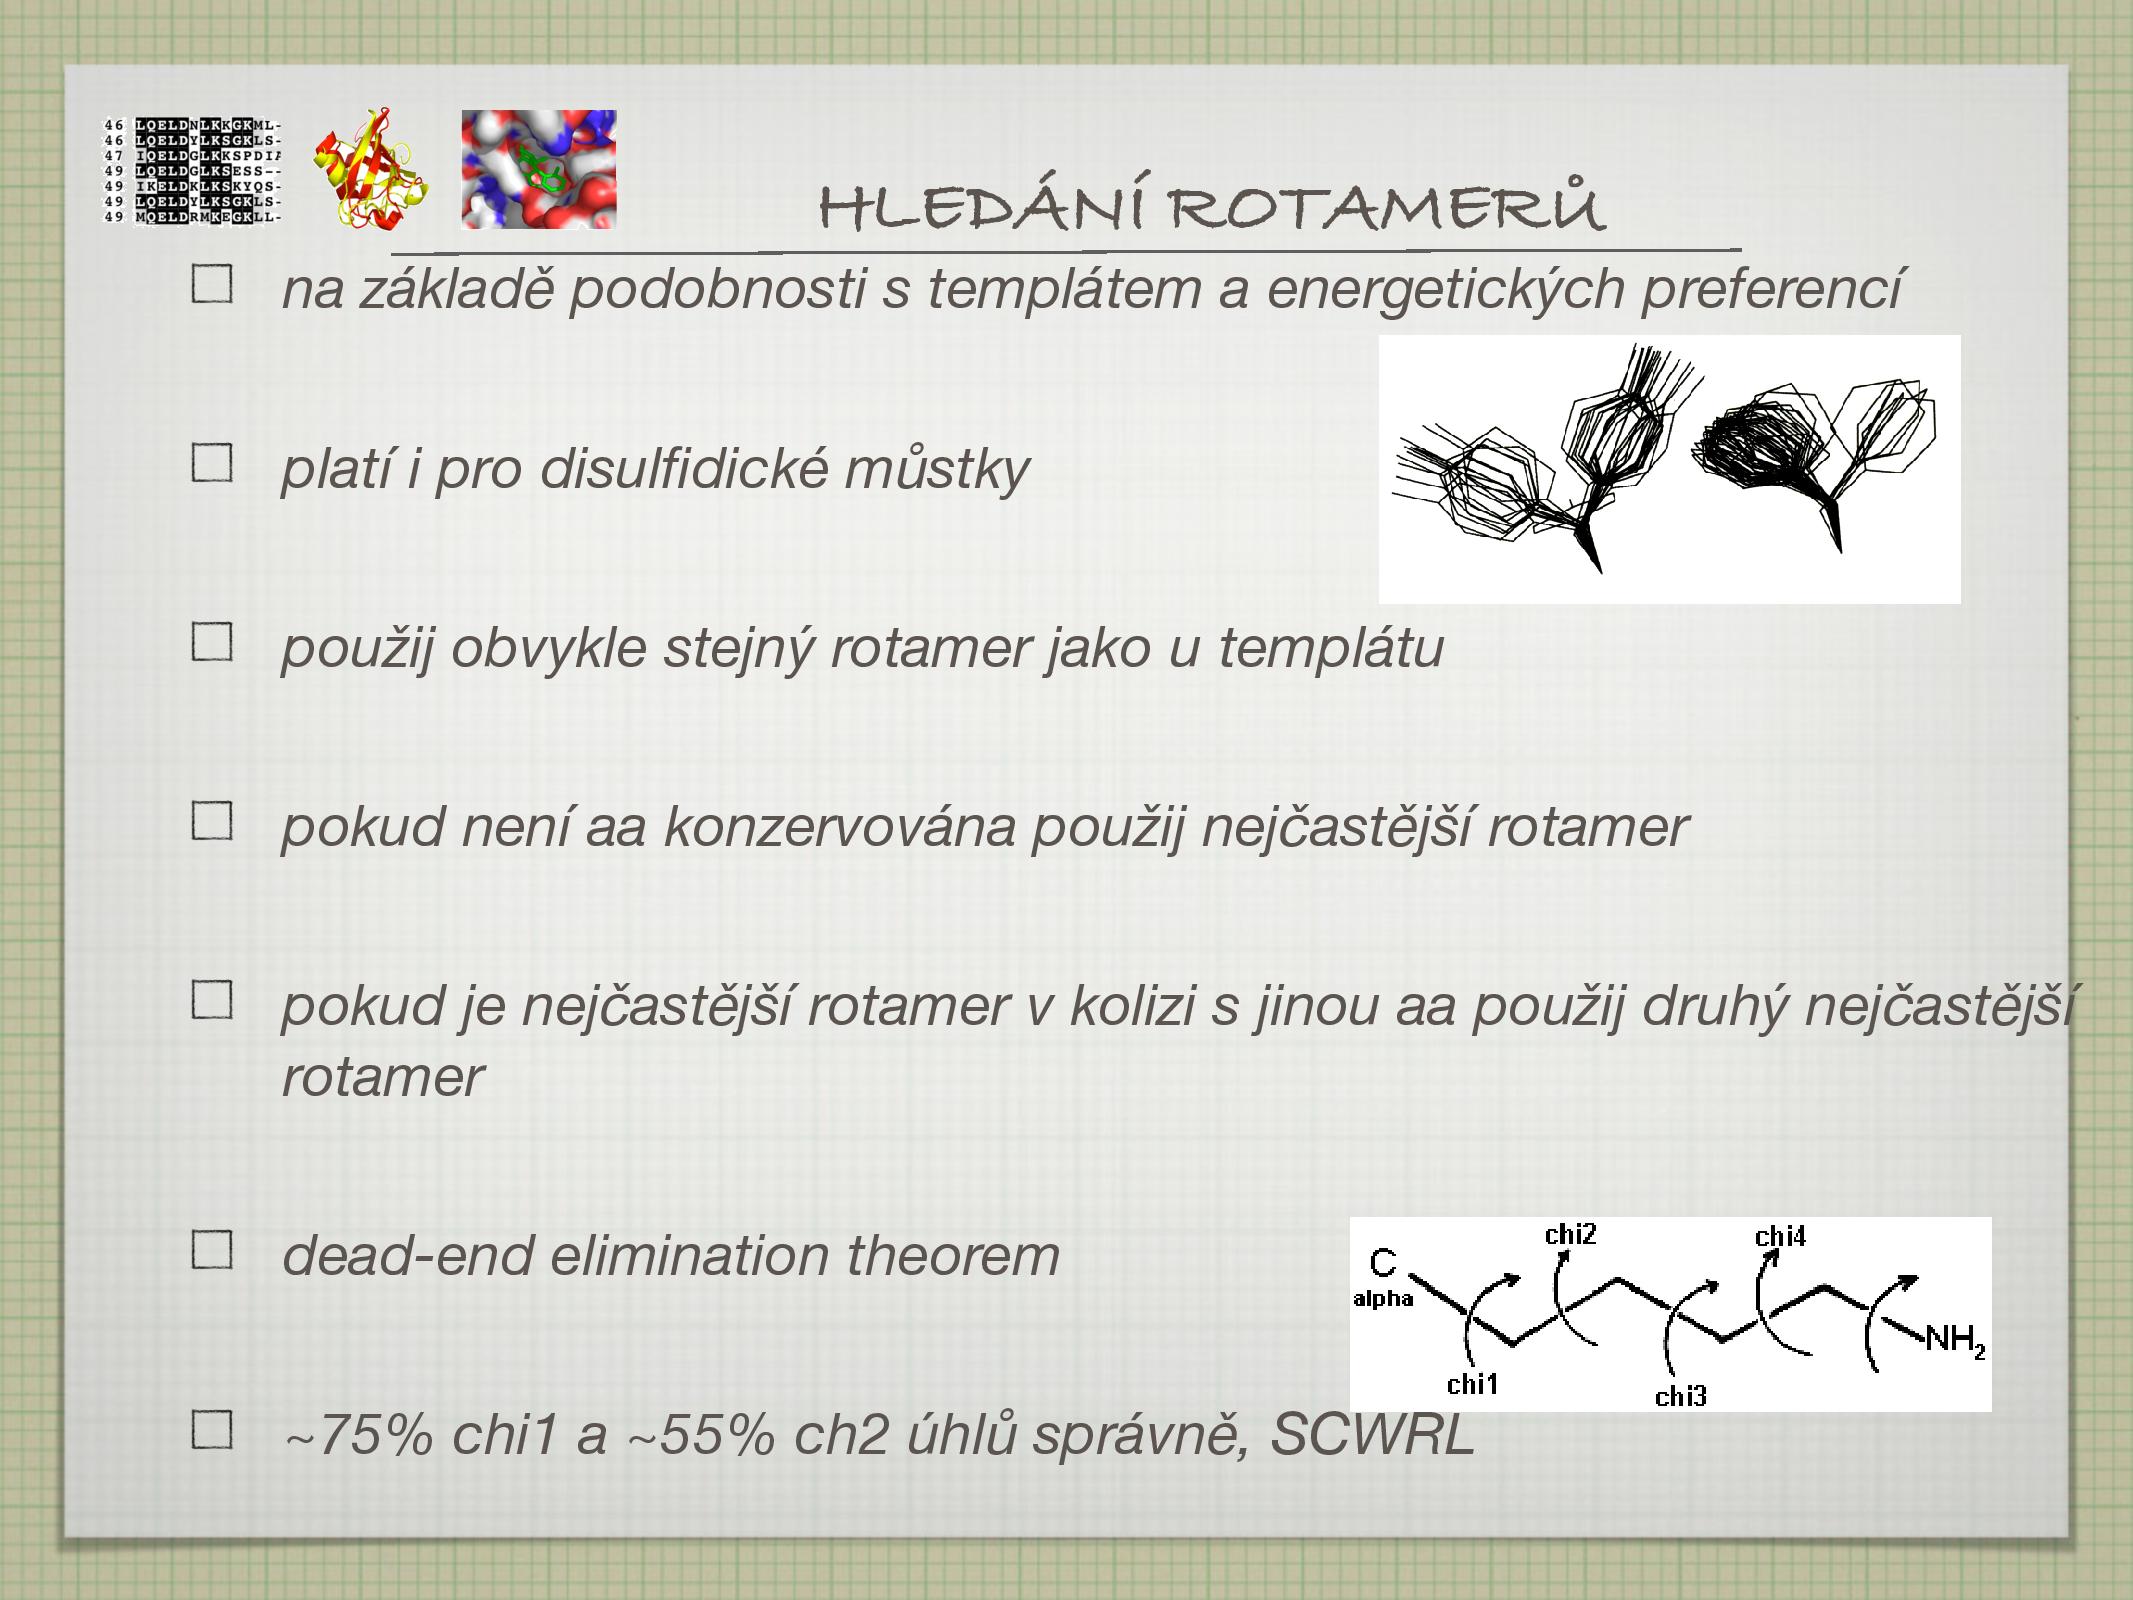 46 LQELDNLKKGKML-
46 LQELDYLKSGKLS-
47 IQELDGLKKSPDIA
49 LQELDGLKSESS--
49 IKELDKLKSKYQS-
49 LQELDYLKSGKLS-
49 MQELDRMKEGKLL-
HLEDÁNÍ ROTAMERŮ
na základě podobnosti s templátem a energetických preferencí
platí i pro disulfidické můstky
použij obvykle stejný rotamer jako u templátu
pokud není aa konzervována použij nejčastější rotamer
pokud je nejčastější rotamer v kolizi s jinou aa použij druhý nejčastější
rotamer
dead-end elimination theorem
chi2
chi4
C
alpha
NH2
chi1
chi3
~75% chi1 a ~55% ch2 úhlů správně, SCWRL